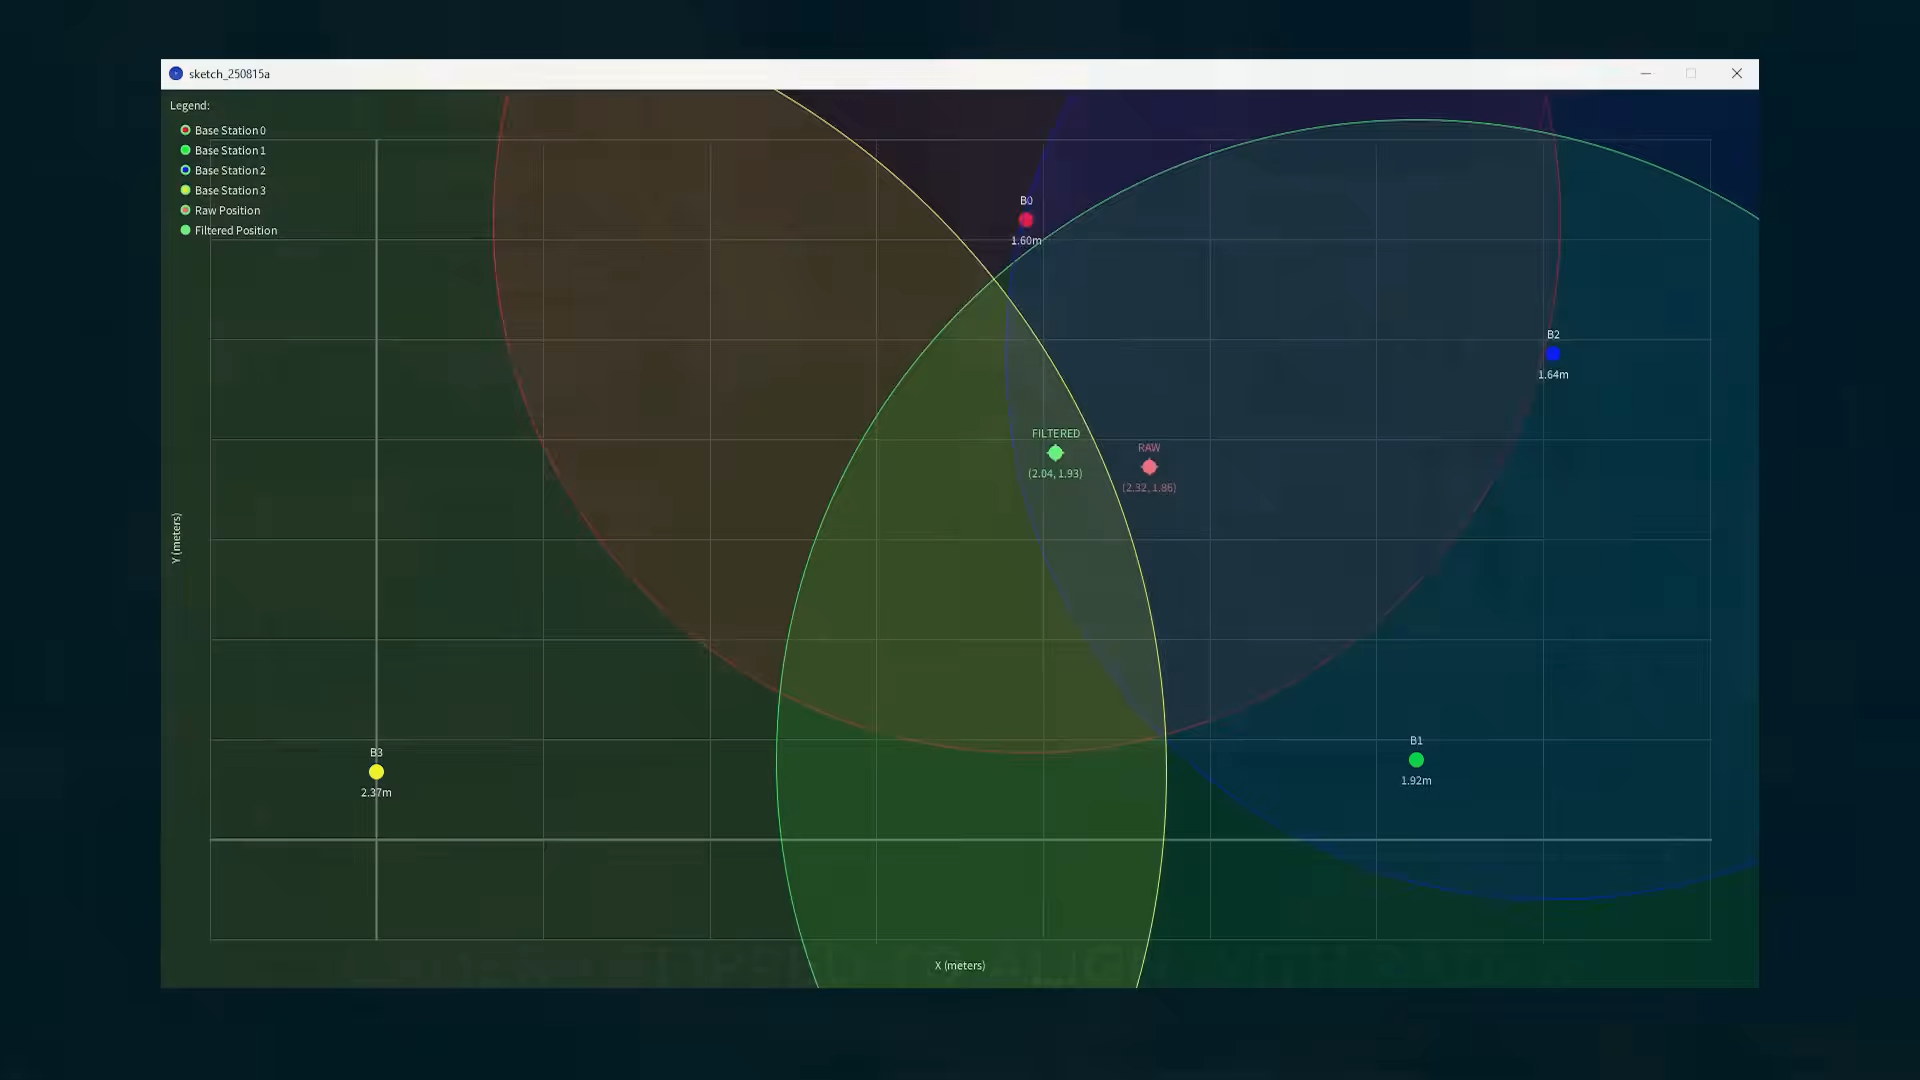 sketch_250815a
Legend:
Base Station 0
Base Station 1
Base Station 2
Base Station 3
Raw Position
Filtered Position
B0
1.60m
B2
1.64m
FILTERED
(2.04, 1.93)
RAW
(2.32, 1.86)
Y (meters)
B3
2.37m
B1
1.92m
X (meters)